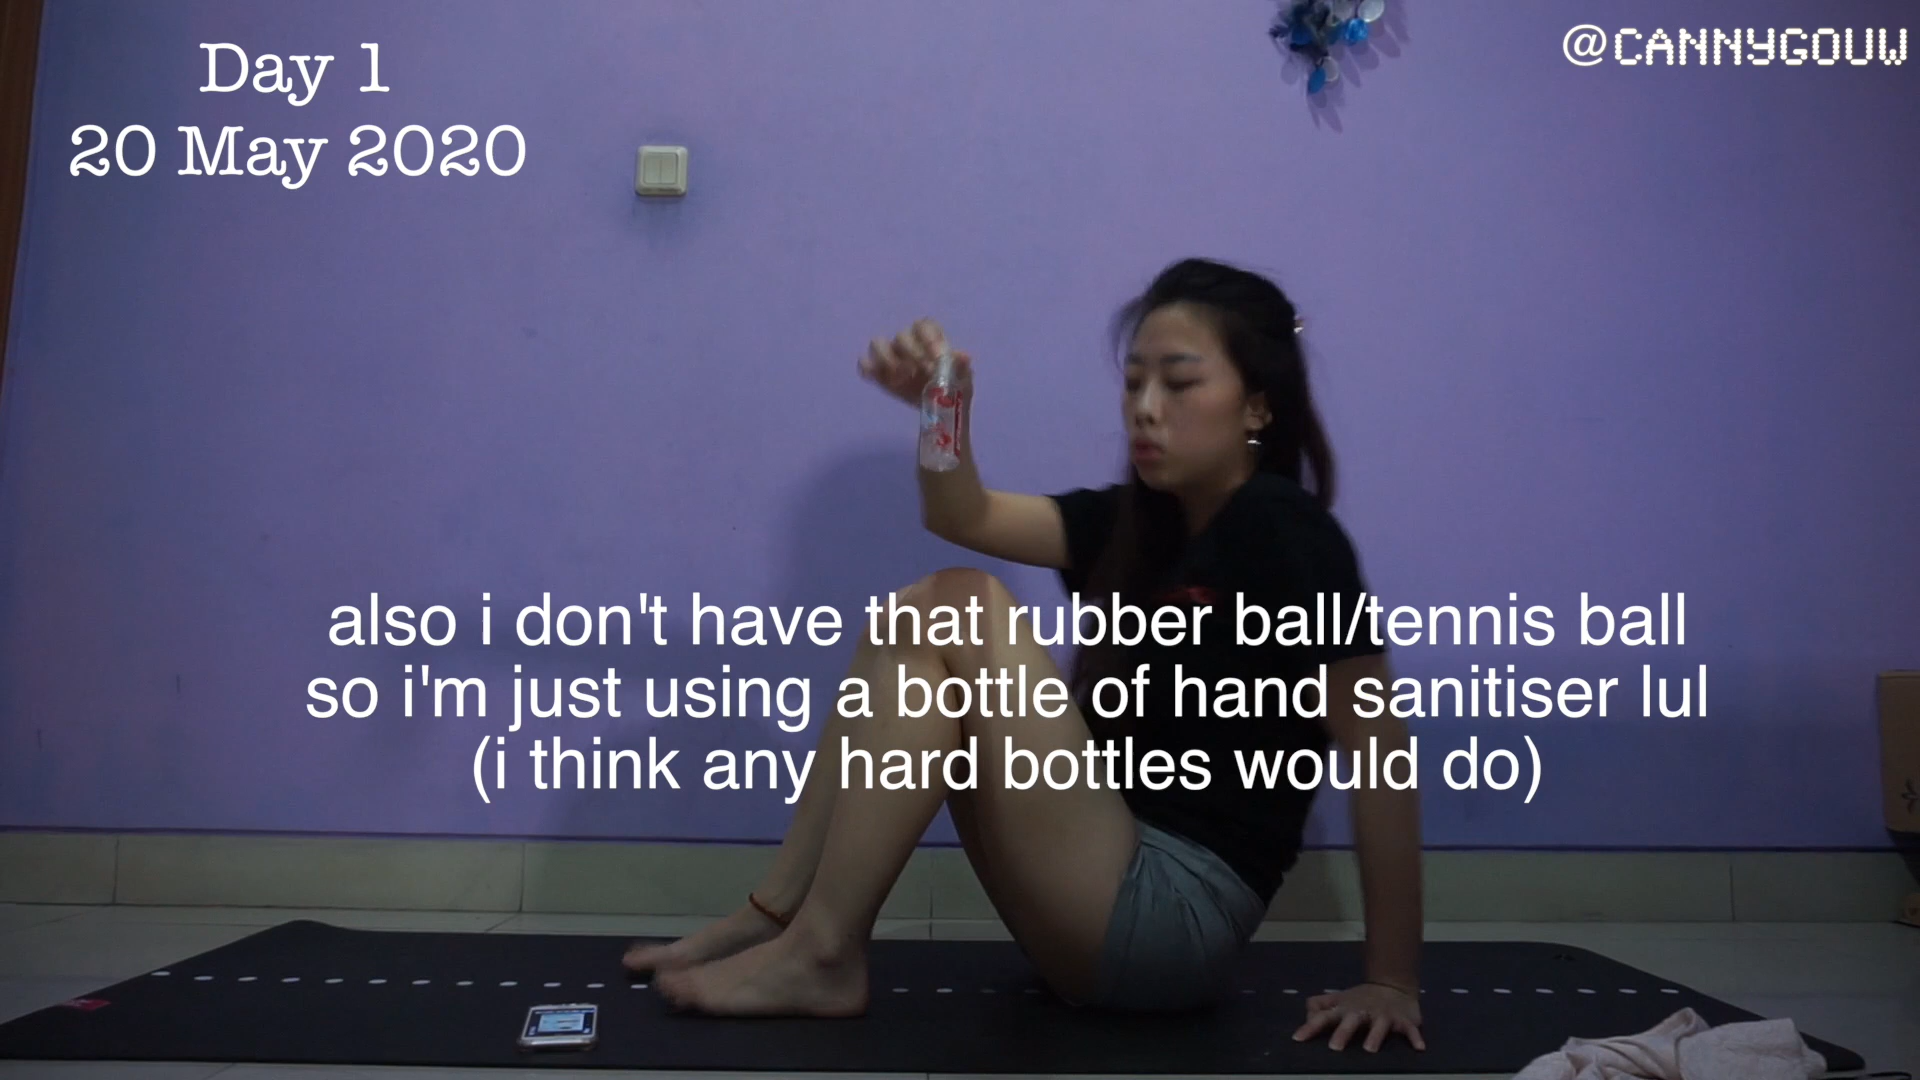 Day 1
20 May 2020
@CANNYGOUW
also i don't have that rubber ball/tennis ball
so i'm just using a bottle of hand sanitiser lul
(i think any hard bottles would do)